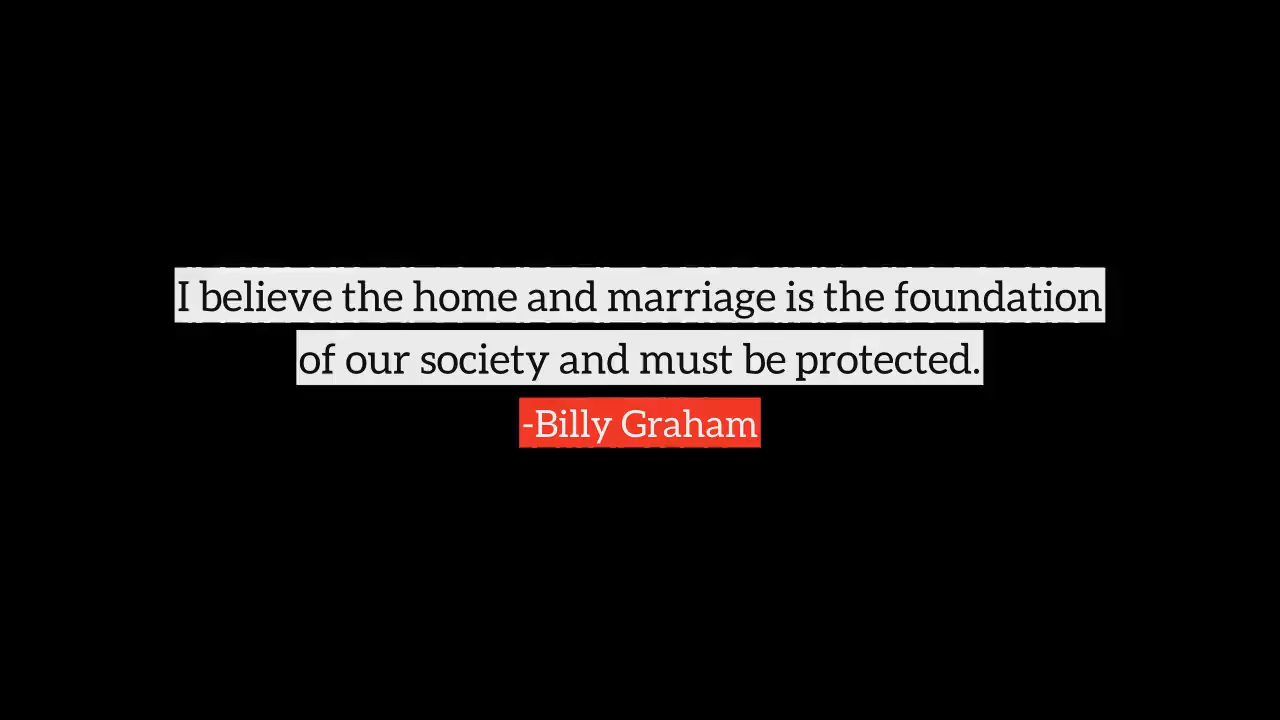 I believe the home and marriage is the foundation
of our society and must be protected.
-Billy Graham